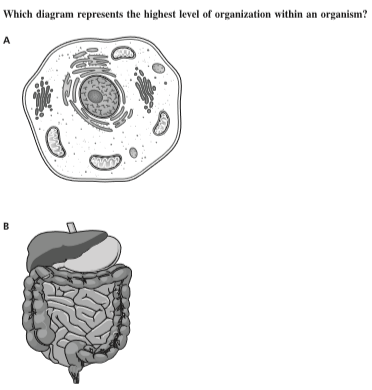 Which diagram represents the highest level of organization within an organism?
A
B